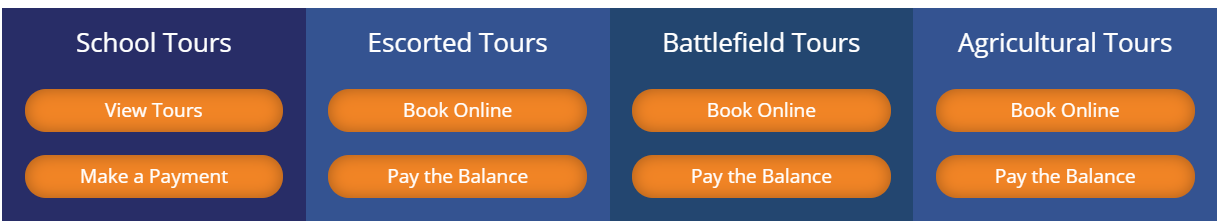 School Tours
View Tours
Make a Payment
Escorted Tours
Book Online
Pay the Balance
Battlefield Tours
Book Online
Pay the Balance
Agricultural Tours
Book Online
Pay the Balance